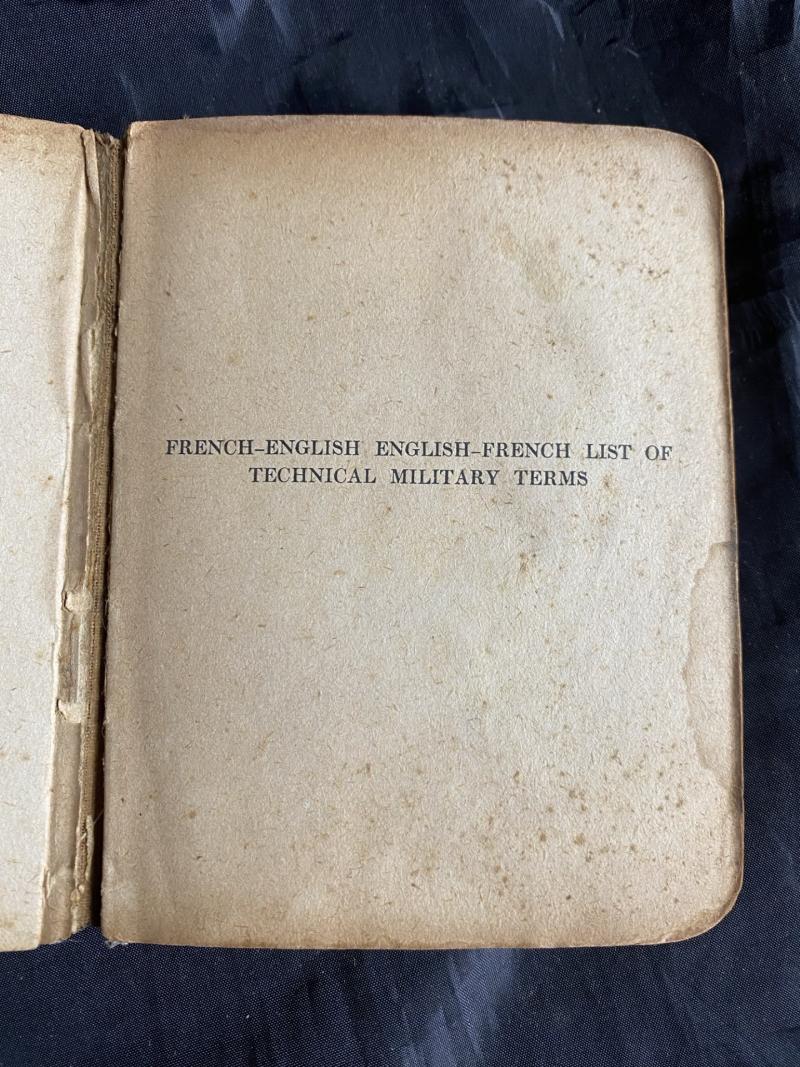 FRENCH–ENGLISH ENGLISH–FRENCH LIST OF
TECHNICAL MILITARY TERMS